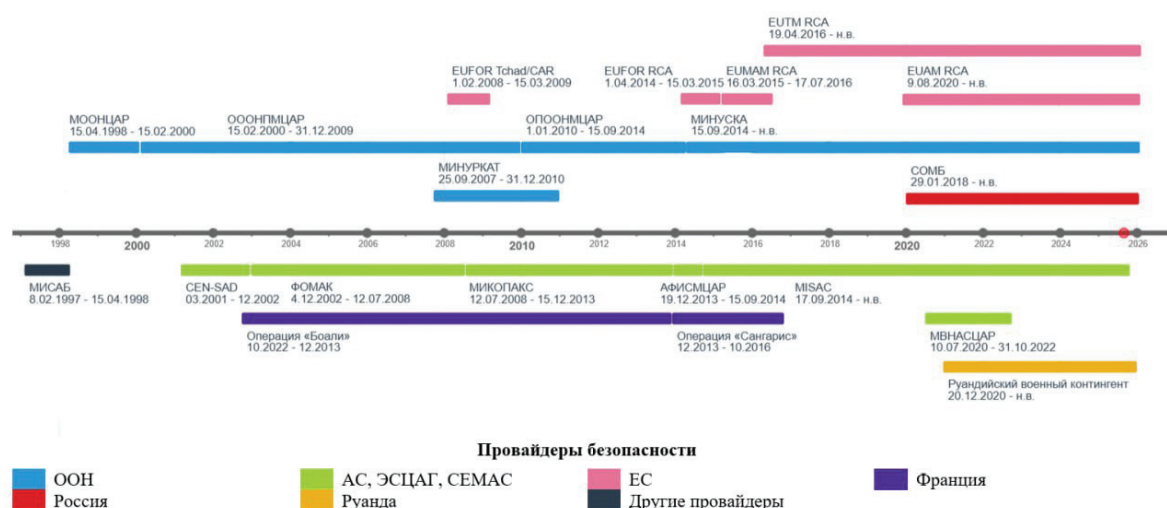 EUTM RCA
19.04.2016 - н.в.
EUFOR Tchad/CAR
1.02.2008 - 15.03.2009
EUFOR RCA
1.04.2014 - 15.03.2015
EUMAM RCA
16.03.2015 - 17.07.2016
EUAM RCA
9.08.2020 - н.в.
МООНЦАР
15.04.1998 - 15.02.2000
ОООНПМЦАР
15.02.2000 - 31.12.2009
ОПООНМЦАР
1.01.2010 - 15.09.2014
МИНУСКА
15.09.2014 - н.в.
МИНУРКАТ
25.09.2007 - 31.12.2010
СОМБ
29.01.2018 - н.в.
1998
2000
2002
2004
2006
2008
2010
2012
2014
2016
2018
2020
2022
2024
2026
МИСАБ
8.02.1997 - 15.04.1998
CEN-SAD
03.2001 - 12.2002
ФОМАК
4.12.2002 - 12.07.2008
МИКОПАКС
12.07.2008 - 15.12.2013
АФИСМЦАР
19.12.2013 - 15.09.2014
MISAC
17.09.2014 - н.в.
Операция «Боали»
10.2022 - 12.2013
Операция «Сангарис»
12.2013 - 10.2016
МВНАСЦАР
10.07.2020 - 31.10.2022
Руандийский военный контингент
20.12.2020 - н.в.
Провайдеры безопасности
ООН
АС, ЭСЦАГ, СЕМАС
ЕС
Франция
Россия
Руанда
Другие провайдеры